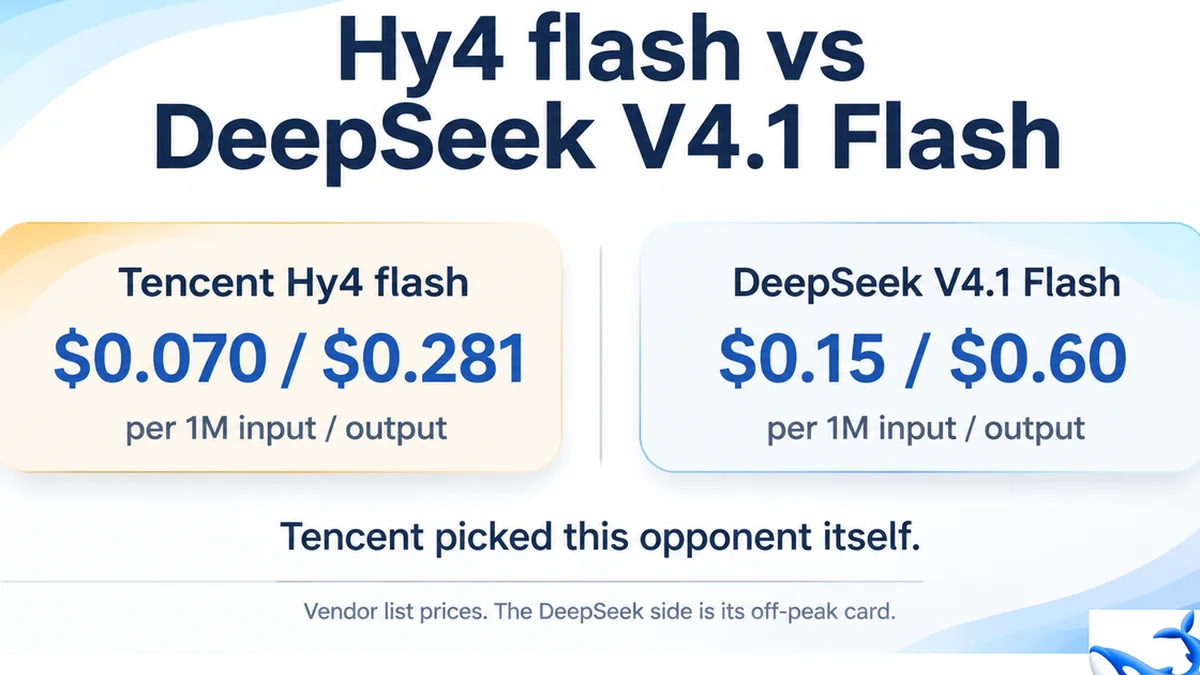 Hy4 flash vs
DeepSeek V4.1 Flash
Tencent Hy4 flash
$0.070 / $0.281
per 1M input / output
DeepSeek V4.1 Flash
$0.15 / $0.60
per 1M input / output
Tencent picked this opponent itself.
Vendor list prices. The DeepSeek side is its off-peak card.